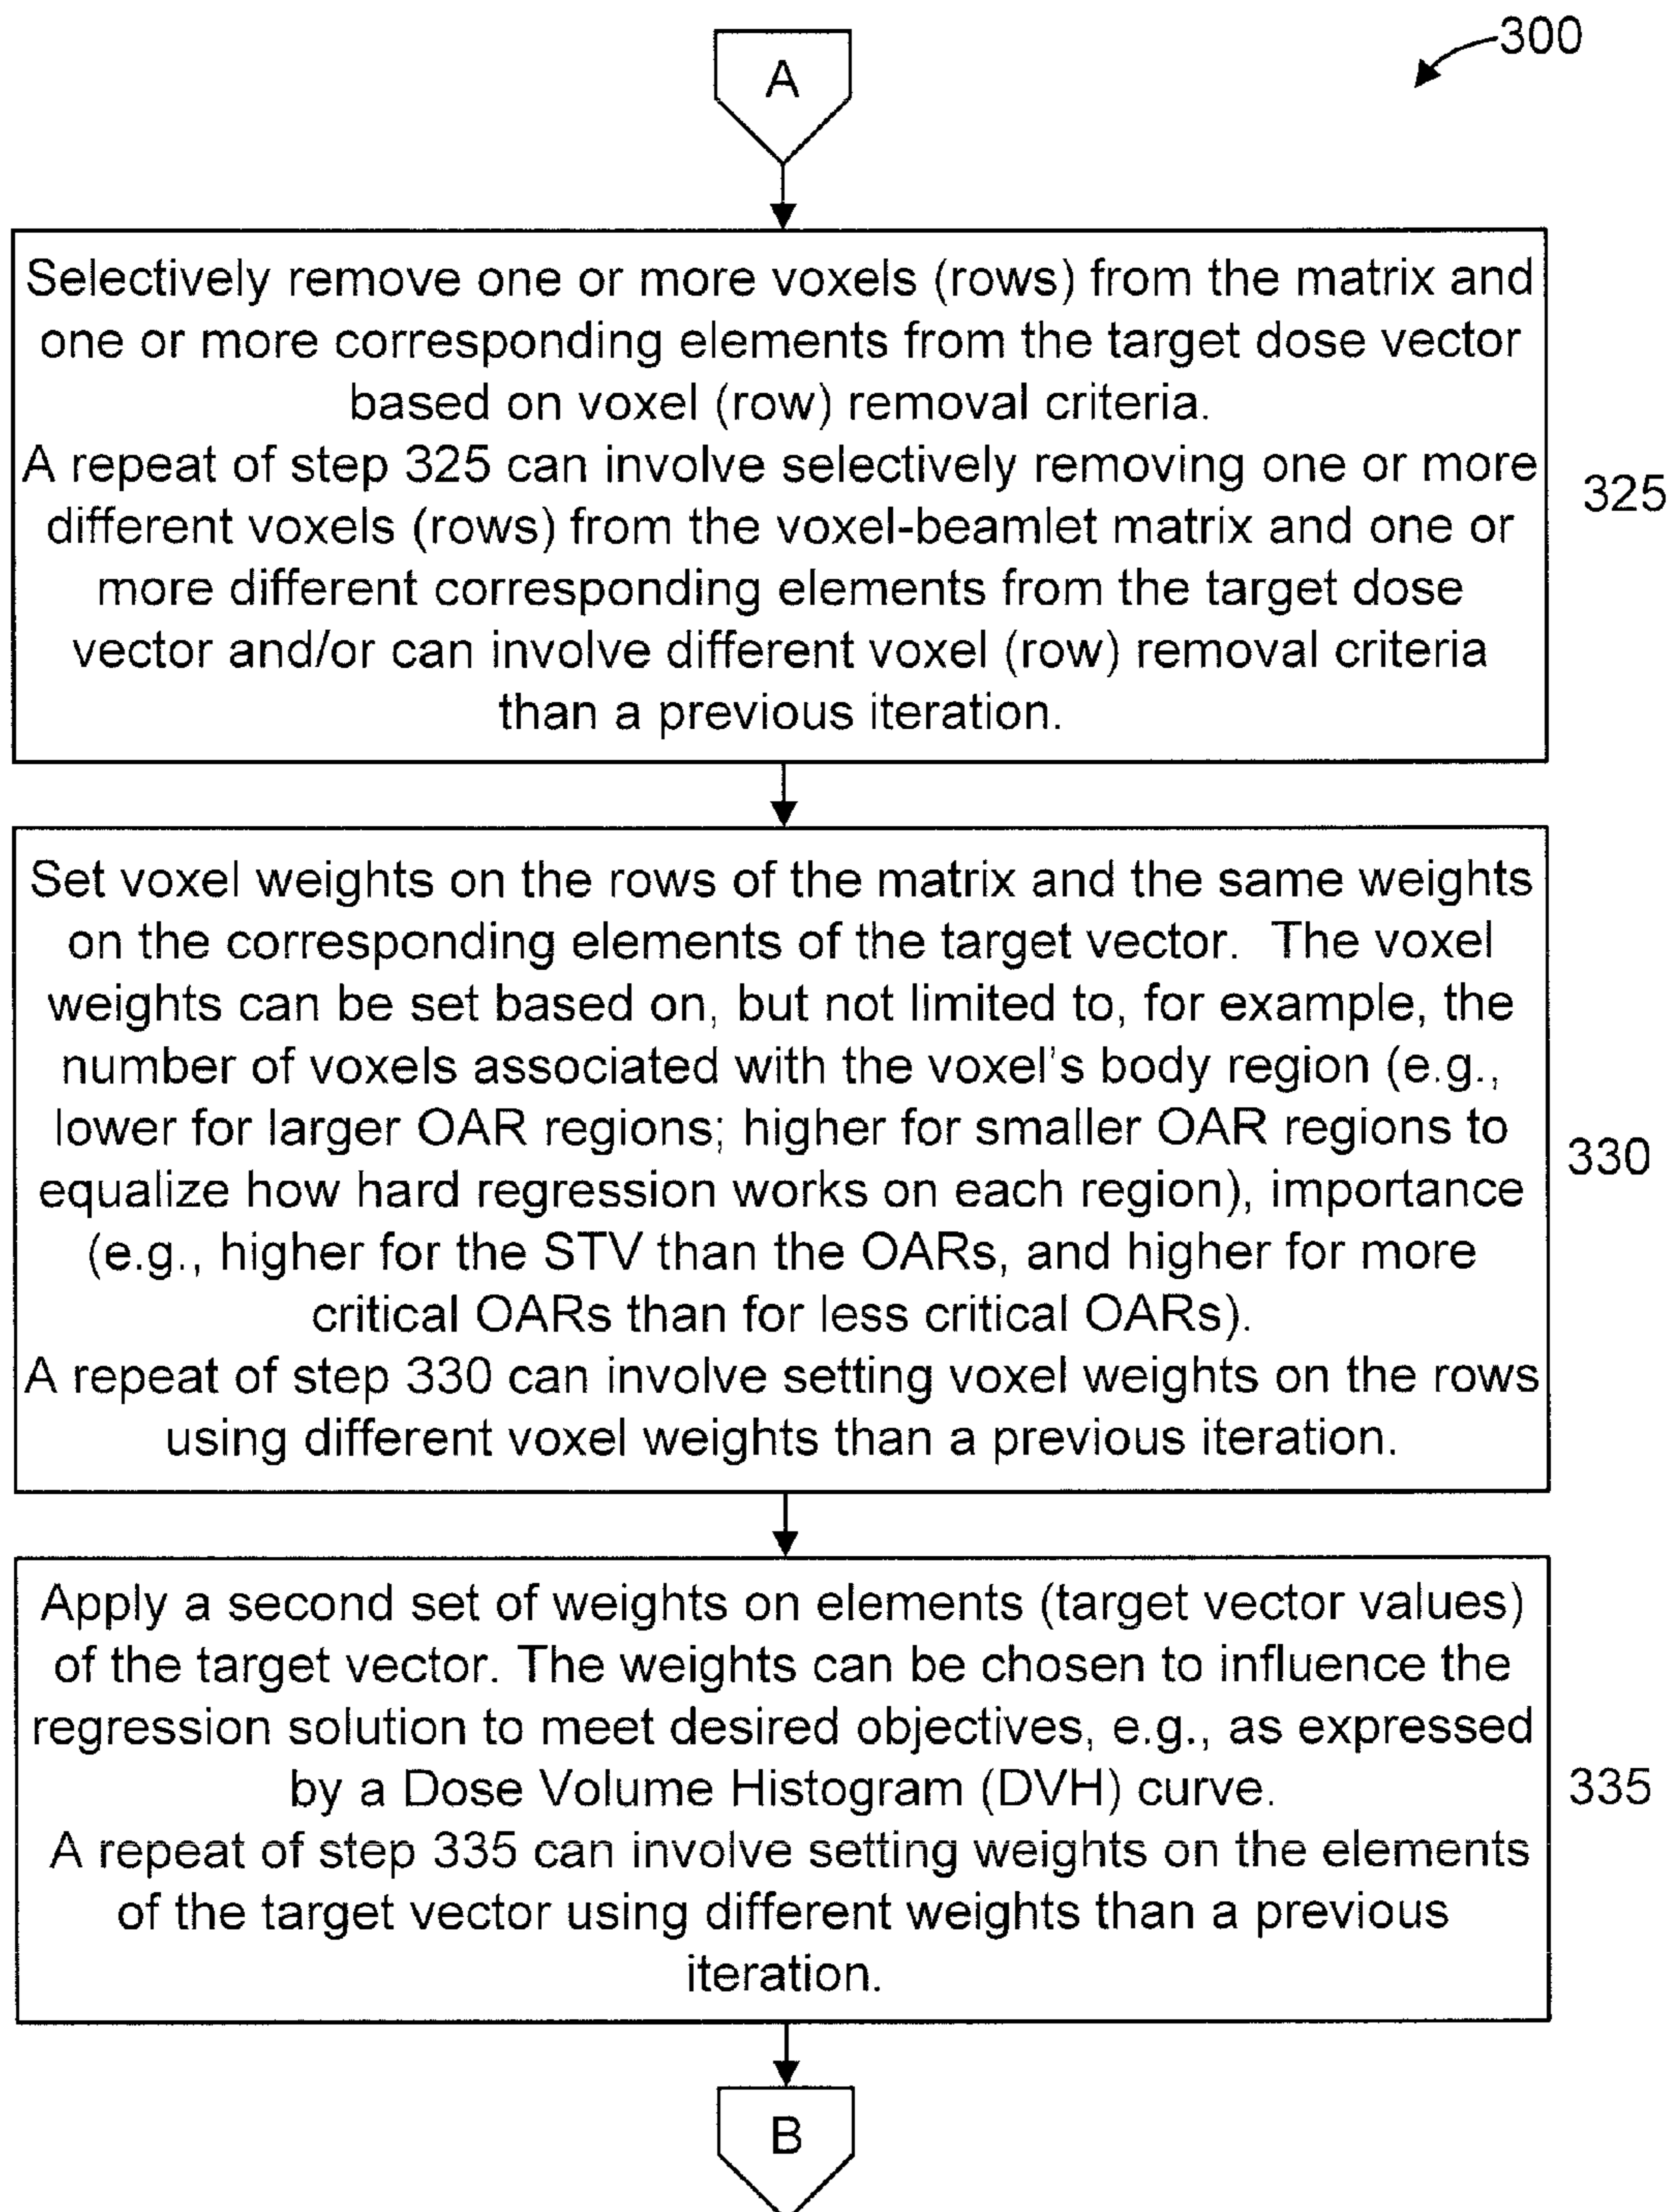 300
A
Selectively remove one or more voxels (rows) from the matrix and
one or more corresponding elements from the target dose vector
based on voxel (row) removal criteria.
A repeat of step 325 can involve selectively removing one or more
different voxels (rows) from the voxel-beamlet matrix and one or
more different corresponding elements from the target dose
vector and/or can involve different voxel (row) removal criteria
than a previous iteration.
325
Set voxel weights on the rows of the matrix and the same weights
on the corresponding elements of the target vector. The voxel
weights can be set based on, but not limited to, for example, the
number of voxels associated with the voxel's body region (e.g.,
lower for larger OAR regions; higher for smaller OAR regions to
equalize how hard regression works on each region), importance
(e.g., higher for the STV than the OARs, and higher for more
critical OARs than for less critical OARs).
A repeat of step 330 can involve setting voxel weights on the rows
using different voxel weights than a previous iteration.
330
Apply a second set of weights on elements (target vector values)
of the target vector. The weights can be chosen to influence the
regression solution to meet desired objectives, e.g., as expressed
by a Dose Volume Histogram (DVH) curve.
A repeat of step 335 can involve setting weights on the elements
of the target vector using different weights than a previous
iteration.
335
B